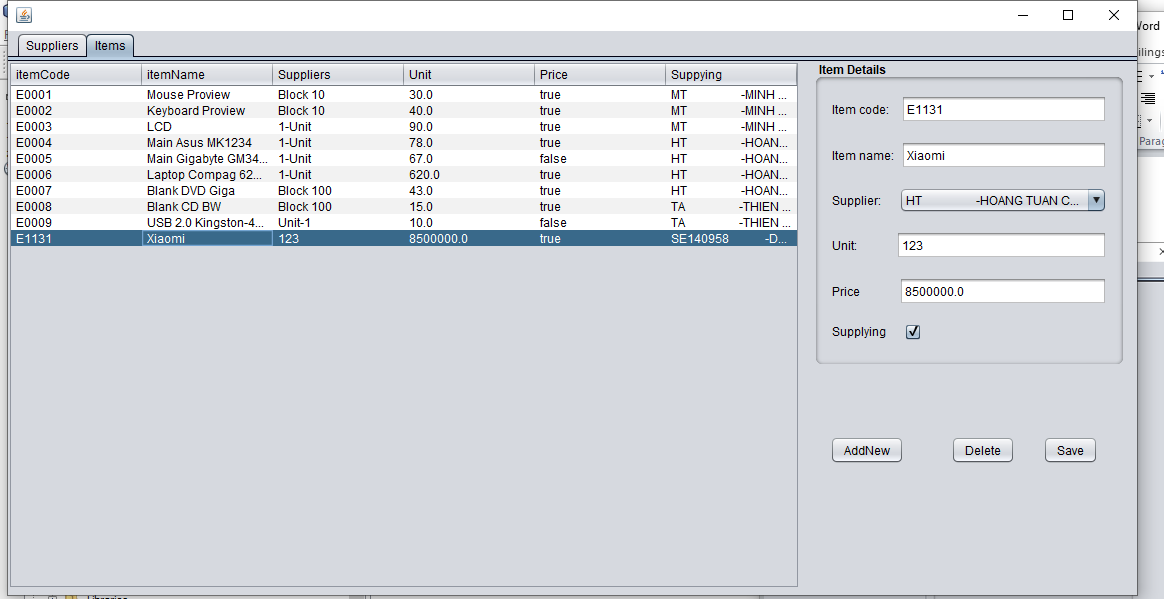 Word
Suppliers Items
ilings
itemCode itemName Suppliers Unit Price Suppying
E0001 Mouse Proview Block 10 30.0 true MT -MINH ...
E0002 Keyboard Proview Block 10 40.0 true MT -MINH ...
E0003 LCD 1-Unit 90.0 true MT -MINH ...
E0004 Main Asus MK1234 1-Unit 78.0 true HT -HOAN...
E0005 Main Gigabyte GM34... 1-Unit 67.0 false HT -HOAN...
E0006 Laptop Compag 62... 1-Unit 620.0 true HT -HOAN...
E0007 Blank DVD Giga Block 100 43.0 true HT -HOAN...
E0008 Blank CD BW Block 100 15.0 true TA -THIEN ...
E0009 USB 2.0 Kingston-4... Unit-1 10.0 false TA -THIEN ...
E1131 Xiaomi 123 8500000.0 true SE140958 -D...
Item Details
Item code: E1131
Item name: Xiaomi
Supplier: HT -HOANG TUAN C...
Unit: 123
Price 8500000.0
Supplying
AddNew Delete Save
Parag